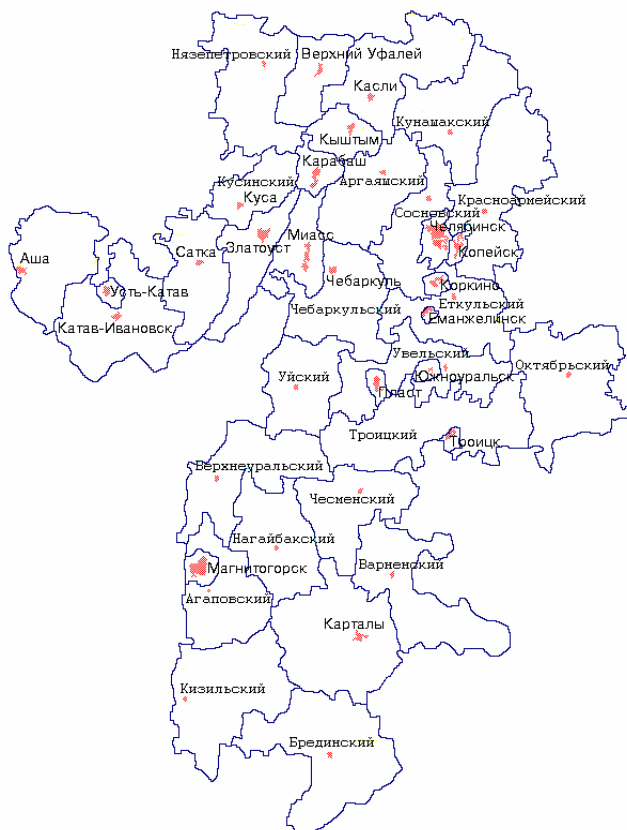 Нязепетровский
Верхний Уфалей
Касли
Кунашакский
Кыштым
Карабаш
Аргаяшский
Кусинский
Куса
Красноармейский
Сосновский
Челябинск
Копейск
Златоуст
Миасс
Сатка
Аша
Чебаркуль
Коркино
Усть-Катав
Чебаркульский
Еткульский
Еманжелинск
Катав-Ивановск
Увельский
Октябрьский
Южноуральск
Уйский
Пласт
Троицкий
Троицк
Верхнеуральский
Чесменский
Нагайбакский
Магнитогорск
Варненский
Агаповский
Карталы
Кизильский
Брединский